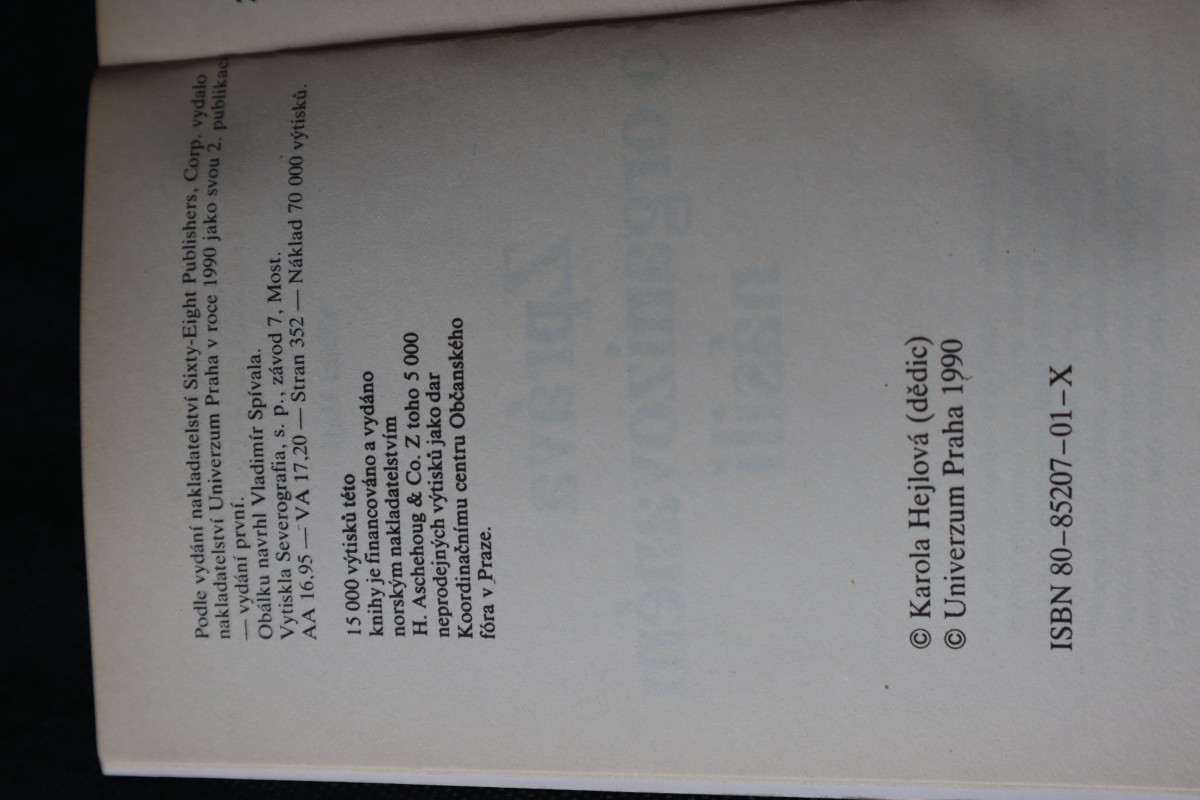 Podle vydání nakladatelství Sixty-Eight Publishers, Corp. vydalo
nakladatelství Univerzum Praha v roce 1990 jako svou 2. publikaci
— vydání první.
Obálku navrhl Vladimír Spívala.
Vytiskla Severografia, s. p., závod 7, Most.
AA 16,95 — VA 17,20 — Stran 352 — Náklad 70 000 výtisků.
15 000 výtisků této
knihy je financováno a vydáno
norským nakladatelstvím
H. Aschehoug & Co. Z toho 5 000
neprodejných výtisků jako dar
Koordinačnímu centru Občanského
fóra v Praze.
© Karola Hejlová (dědic)
© Univerzum Praha 1990
ISBN 80–85207–01–X